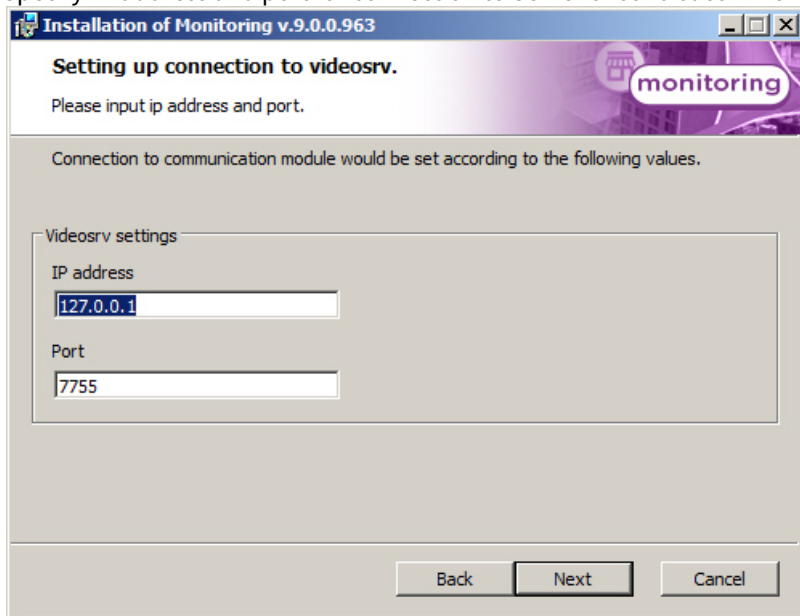 Installation of Monitoring v.9.0.0.963
Setting up connection to videosrv.
monitoring
Please input ip address and port.
Connection to communication module would be set according to the following values.
Videosrv settings
IP address
127.0.0.1
Port
7755
Back Next Cancel